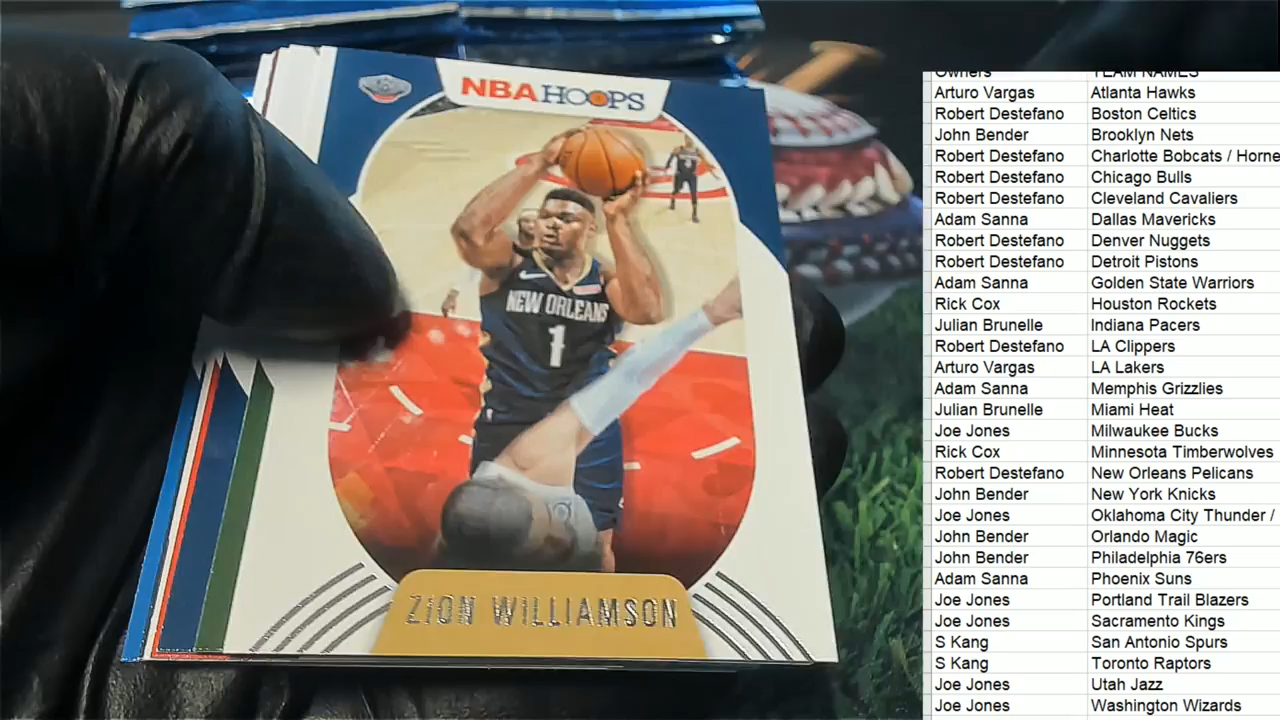 NBA HOOPS
NEW ORLEANS
1
ZION WILLIAMSON
Owners TEAM NAMES
Arturo Vargas Atlanta Hawks
Robert Destefano Boston Celtics
John Bender Brooklyn Nets
Robert Destefano Charlotte Bobcats / Horne
Robert Destefano Chicago Bulls
Robert Destefano Cleveland Cavaliers
Adam Sanna Dallas Mavericks
Robert Destefano Denver Nuggets
Robert Destefano Detroit Pistons
Adam Sanna Golden State Warriors
Rick Cox Houston Rockets
Julian Brunelle Indiana Pacers
Robert Destefano LA Clippers
Arturo Vargas LA Lakers
Adam Sanna Memphis Grizzlies
Julian Brunelle Miami Heat
Joe Jones Milwaukee Bucks
Rick Cox Minnesota Timberwolves
Robert Destefano New Orleans Pelicans
John Bender New York Knicks
Joe Jones Oklahoma City Thunder /
John Bender Orlando Magic
John Bender Philadelphia 76ers
Adam Sanna Phoenix Suns
Joe Jones Portland Trail Blazers
Joe Jones Sacramento Kings
S Kang San Antonio Spurs
S Kang Toronto Raptors
Joe Jones Utah Jazz
Joe Jones Washington Wizards